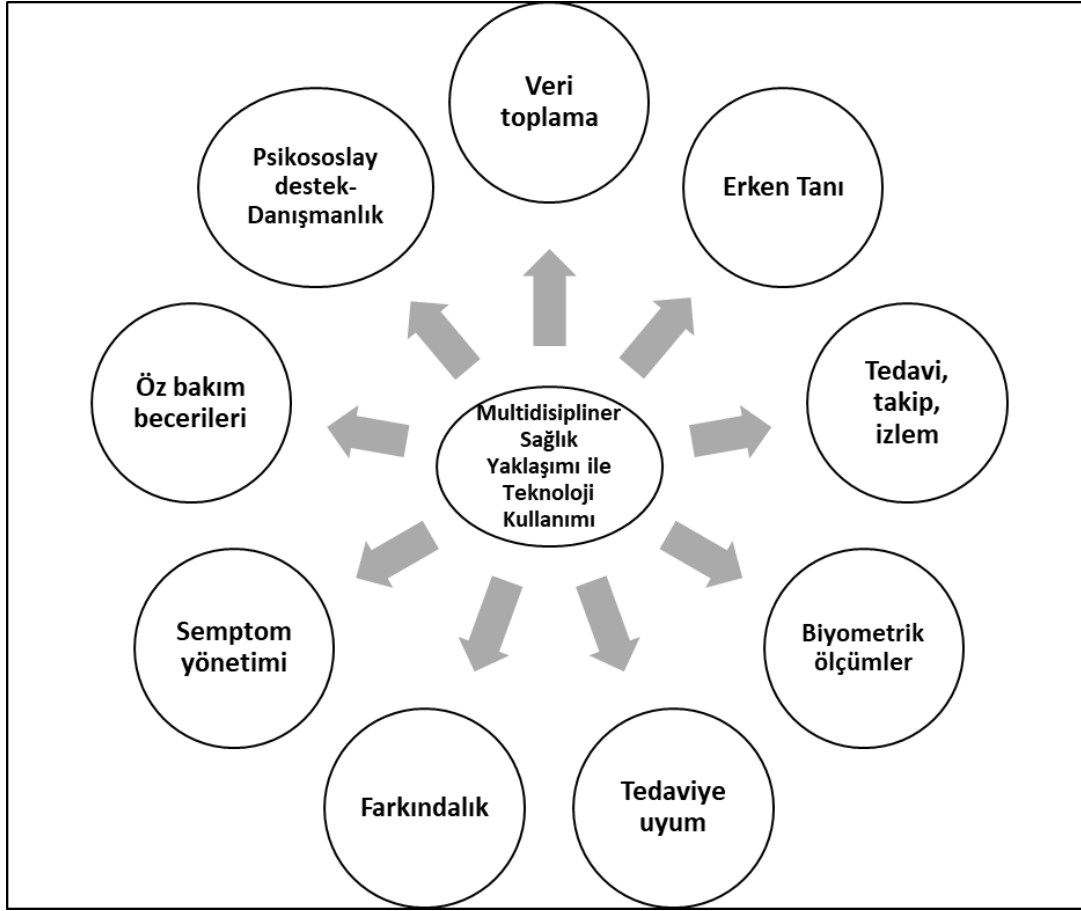 Veri
toplama
Erken Tanı
Tedavi,
takip,
izlem
Biyometrik
ölçümler
Tedaviye
uyum
Farkındalık
Semptom
yönetimi
Öz bakım
becerileri
Psikososlay
destek-
Danışmanlık
Multidisipliner
Sağlık
Yaklaşımı ile
Teknoloji
Kullanımı